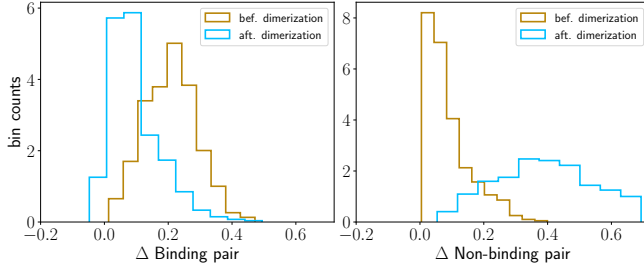 bef. dimerization
aft. dimerization
bin counts
6
4
2
0
−0.2
0.0
0.2
0.4
0.6
Δ Binding pair
bef. dimerization
aft. dimerization
8
6
4
2
0
−0.2
0.0
0.2
0.4
0.6
Δ Non-binding pair